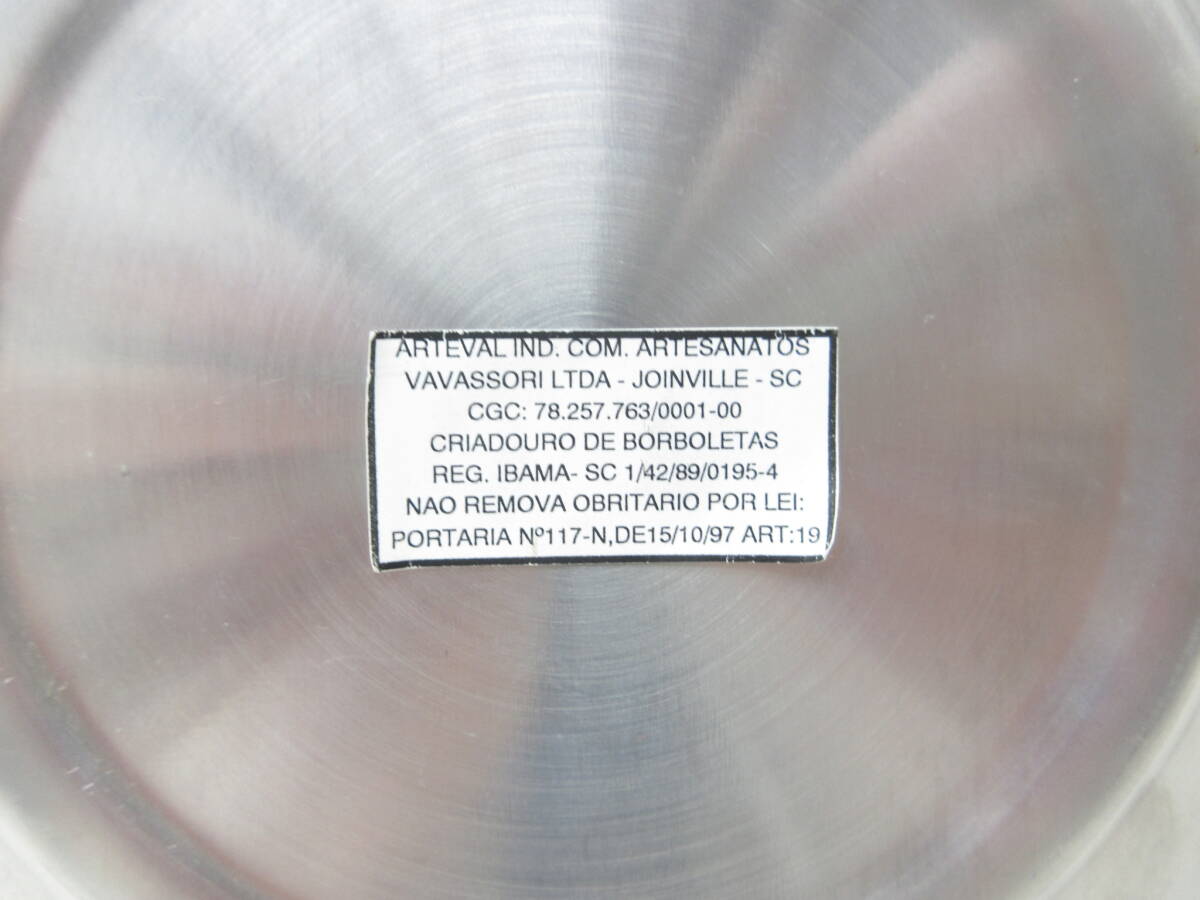 ARTEVAL IND. COM. ARTESANATOS
VAVASSORI LTDA - JOINVILLE - SC
CGC: 78.257.763/0001-00
CRIADOURO DE BORBOLETAS
REG. IBAMA- SC 1/42/89/0195-4
NAO REMOVA OBRITARIO POR LEI:
PORTARIA Nº117-N,DE15/10/97 ART:19